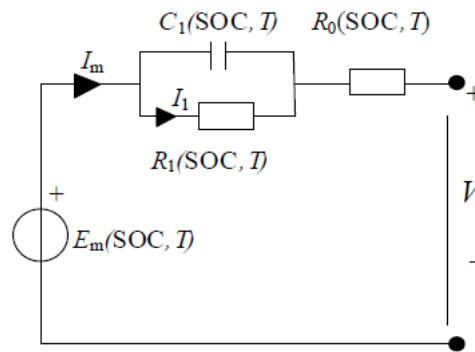 C₁(SOC, T)
R₀(SOC, T)
Iₘ
I₁
+
R₁(SOC, T)
+
V
Eₘ(SOC, T)
−